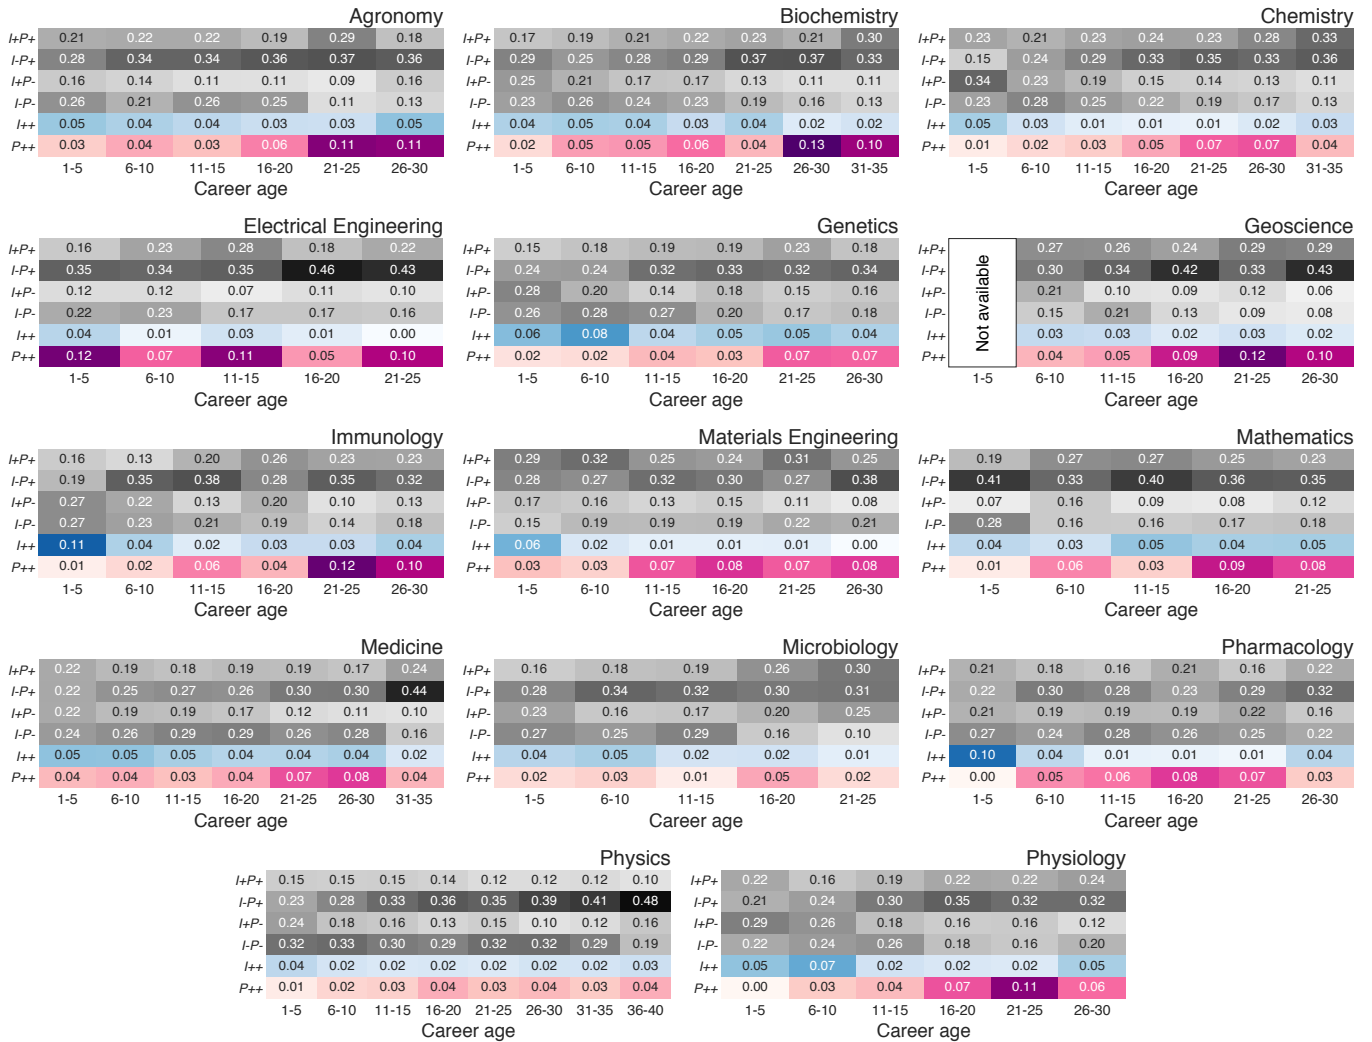 Agronomy
I+P+ 0.21 0.22 0.22 0.19 0.29 0.18
I-P+ 0.28 0.34 0.34 0.36 0.37 0.36
I+P- 0.16 0.14 0.11 0.11 0.09 0.16
I-P- 0.26 0.21 0.26 0.25 0.11 0.13
I++ 0.05 0.04 0.04 0.03 0.03 0.05
P++ 0.03 0.04 0.03 0.06 0.11 0.11
1-5 6-10 11-15 16-20 21-25 26-30
Career age
Biochemistry
I+P+ 0.17 0.19 0.21 0.22 0.23 0.21 0.30
I-P+ 0.29 0.25 0.28 0.29 0.37 0.37 0.33
I+P- 0.25 0.21 0.17 0.17 0.13 0.11 0.11
I-P- 0.23 0.26 0.24 0.23 0.19 0.16 0.13
I++ 0.04 0.05 0.04 0.03 0.04 0.02 0.02
P++ 0.02 0.05 0.05 0.06 0.04 0.13 0.10
1-5 6-10 11-15 16-20 21-25 26-30 31-35
Career age
Chemistry
I+P+ 0.23 0.21 0.23 0.24 0.23 0.28 0.33
I-P+ 0.15 0.24 0.29 0.33 0.35 0.33 0.36
I+P- 0.34 0.23 0.19 0.15 0.14 0.13 0.11
I-P- 0.23 0.28 0.25 0.22 0.19 0.17 0.13
I++ 0.05 0.03 0.01 0.01 0.01 0.02 0.03
P++ 0.01 0.02 0.03 0.05 0.07 0.07 0.04
1-5 6-10 11-15 16-20 21-25 26-30 31-35
Career age
Electrical Engineering
I+P+ 0.16 0.23 0.28 0.18 0.22
I-P+ 0.35 0.34 0.35 0.46 0.43
I+P- 0.12 0.12 0.07 0.11 0.10
I-P- 0.22 0.23 0.17 0.17 0.16
I++ 0.04 0.01 0.03 0.01 0.00
P++ 0.12 0.07 0.11 0.05 0.10
1-5 6-10 11-15 16-20 21-25
Career age
Genetics
I+P+ 0.15 0.18 0.19 0.19 0.23 0.18
I-P+ 0.24 0.24 0.32 0.33 0.32 0.34
I+P- 0.28 0.20 0.14 0.18 0.15 0.16
I-P- 0.26 0.28 0.27 0.20 0.17 0.18
I++ 0.06 0.08 0.04 0.05 0.05 0.04
P++ 0.02 0.02 0.04 0.03 0.07 0.07
1-5 6-10 11-15 16-20 21-25 26-30
Career age
Geoscience
Not available
I+P+ 0.27 0.26 0.24 0.29 0.29
I-P+ 0.30 0.34 0.42 0.33 0.43
I+P- 0.21 0.10 0.09 0.12 0.06
I-P- 0.15 0.21 0.13 0.09 0.08
I++ 0.03 0.03 0.02 0.03 0.02
P++ 0.04 0.05 0.09 0.12 0.10
1-5 6-10 11-15 16-20 21-25 26-30
Career age
Immunology
I+P+ 0.16 0.13 0.20 0.26 0.23 0.23
I-P+ 0.19 0.35 0.38 0.28 0.35 0.32
I+P- 0.27 0.22 0.13 0.20 0.10 0.13
I-P- 0.27 0.23 0.21 0.19 0.14 0.18
I++ 0.11 0.04 0.02 0.03 0.03 0.04
P++ 0.01 0.02 0.06 0.04 0.12 0.10
1-5 6-10 11-15 16-20 21-25 26-30
Career age
Materials Engineering
I+P+ 0.29 0.32 0.25 0.24 0.31 0.25
I-P+ 0.28 0.27 0.32 0.30 0.27 0.38
I+P- 0.17 0.16 0.13 0.15 0.11 0.08
I-P- 0.15 0.19 0.19 0.19 0.22 0.21
I++ 0.06 0.02 0.01 0.01 0.01 0.00
P++ 0.03 0.03 0.07 0.08 0.07 0.08
1-5 6-10 11-15 16-20 21-25 26-30
Career age
Mathematics
I+P+ 0.19 0.27 0.27 0.25 0.23
I-P+ 0.41 0.33 0.40 0.36 0.35
I+P- 0.07 0.16 0.09 0.08 0.12
I-P- 0.28 0.16 0.16 0.17 0.18
I++ 0.04 0.03 0.05 0.04 0.05
P++ 0.01 0.06 0.03 0.09 0.08
1-5 6-10 11-15 16-20 21-25
Career age
Medicine
I+P+ 0.22 0.19 0.18 0.19 0.19 0.17 0.24
I-P+ 0.22 0.25 0.27 0.26 0.30 0.30 0.44
I+P- 0.22 0.19 0.19 0.17 0.12 0.11 0.10
I-P- 0.24 0.26 0.29 0.29 0.26 0.28 0.16
I++ 0.05 0.05 0.05 0.04 0.04 0.04 0.02
P++ 0.04 0.04 0.03 0.04 0.07 0.08 0.04
1-5 6-10 11-15 16-20 21-25 26-30 31-35
Career age
Microbiology
I+P+ 0.16 0.18 0.19 0.26 0.30
I-P+ 0.28 0.34 0.32 0.30 0.31
I+P- 0.23 0.16 0.17 0.20 0.25
I-P- 0.27 0.25 0.29 0.16 0.10
I++ 0.04 0.05 0.02 0.02 0.01
P++ 0.02 0.03 0.01 0.05 0.02
1-5 6-10 11-15 16-20 21-25
Career age
Pharmacology
I+P+ 0.21 0.18 0.16 0.21 0.16 0.22
I-P+ 0.22 0.30 0.28 0.23 0.29 0.32
I+P- 0.21 0.19 0.19 0.19 0.22 0.16
I-P- 0.27 0.24 0.28 0.26 0.25 0.22
I++ 0.10 0.04 0.01 0.01 0.01 0.04
P++ 0.00 0.05 0.06 0.08 0.07 0.03
1-5 6-10 11-15 16-20 21-25 26-30
Career age
Physics
I+P+ 0.15 0.15 0.15 0.14 0.12 0.12 0.12 0.10
I-P+ 0.23 0.28 0.33 0.36 0.35 0.39 0.41 0.48
I+P- 0.24 0.18 0.16 0.13 0.15 0.10 0.12 0.16
I-P- 0.32 0.33 0.30 0.29 0.32 0.32 0.29 0.19
I++ 0.04 0.02 0.02 0.02 0.02 0.02 0.02 0.03
P++ 0.01 0.02 0.03 0.04 0.03 0.04 0.03 0.04
1-5 6-10 11-15 16-20 21-25 26-30 31-35 36-40
Career age
Physiology
I+P+ 0.22 0.16 0.19 0.22 0.22 0.24
I-P+ 0.21 0.24 0.30 0.35 0.32 0.32
I+P- 0.29 0.26 0.18 0.16 0.16 0.12
I-P- 0.22 0.24 0.26 0.18 0.16 0.20
I++ 0.05 0.07 0.02 0.02 0.02 0.05
P++ 0.00 0.03 0.04 0.07 0.11 0.06
1-5 6-10 11-15 16-20 21-25 26-30
Career age